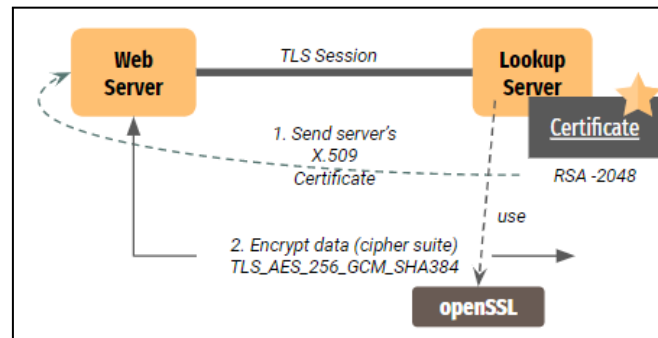 Web
Server
TLS Session
Lookup
Server
Certificate
RSA -2048
1. Send server's
X.509
Certificate
use
2. Encrypt data (cipher suite)
TLS_AES_256_GCM_SHA384
openSSL